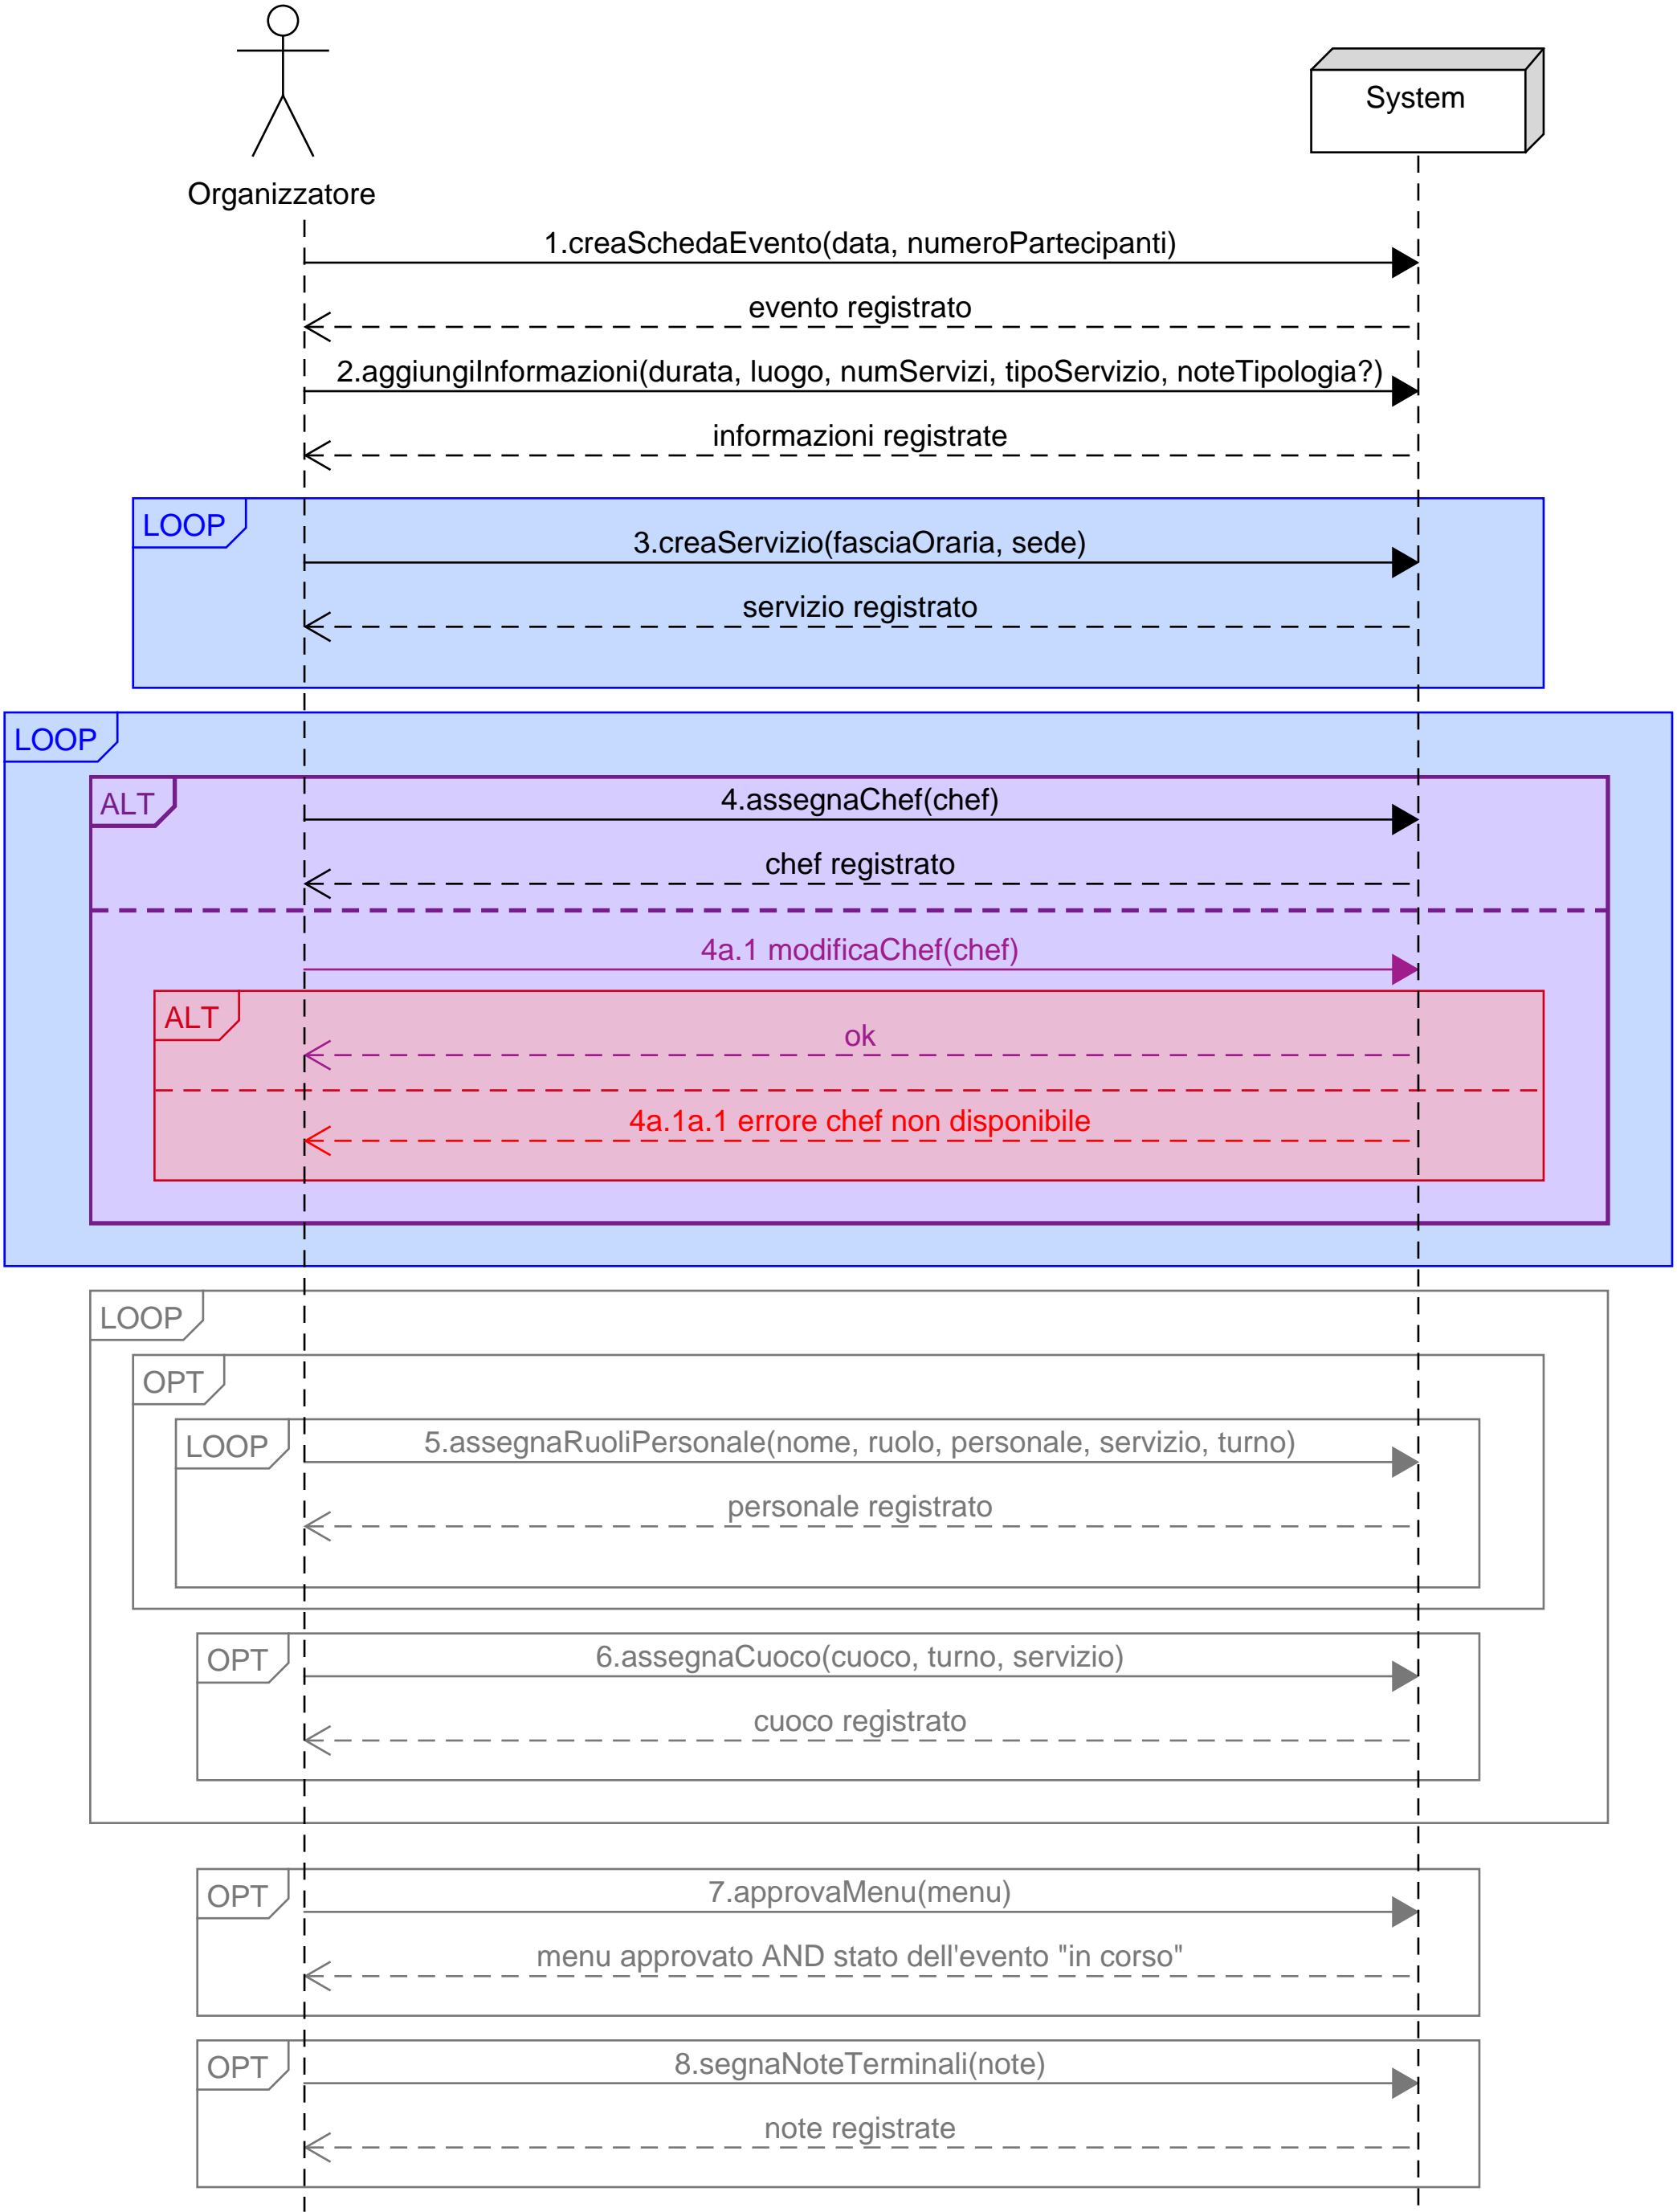 System
Organizzatore
1.creaSchedaEvento(data, numeroPartecipanti)
evento registrato
2.aggiungiInformazioni(durata, luogo, numServizi, tipoServizio, noteTipologia?)
informazioni registrate
LOOP
3.creaServizio(fasciaOraria, sede)
servizio registrato
LOOP
ALT
4.assegnaChef(chef)
chef registrato
4a.1 modificaChef(chef)
ALT
ok
4a.1a.1 errore chef non disponibile
LOOP
OPT
LOOP
5.assegnaRuoliPersonale(nome, ruolo, personale, servizio, turno)
personale registrato
OPT
6.assegnaCuoco(cuoco, turno, servizio)
cuoco registrato
OPT
7.approvaMenu(menu)
menu approvato AND stato dell'evento "in corso"
OPT
8.segnaNoteTerminali(note)
note registrate